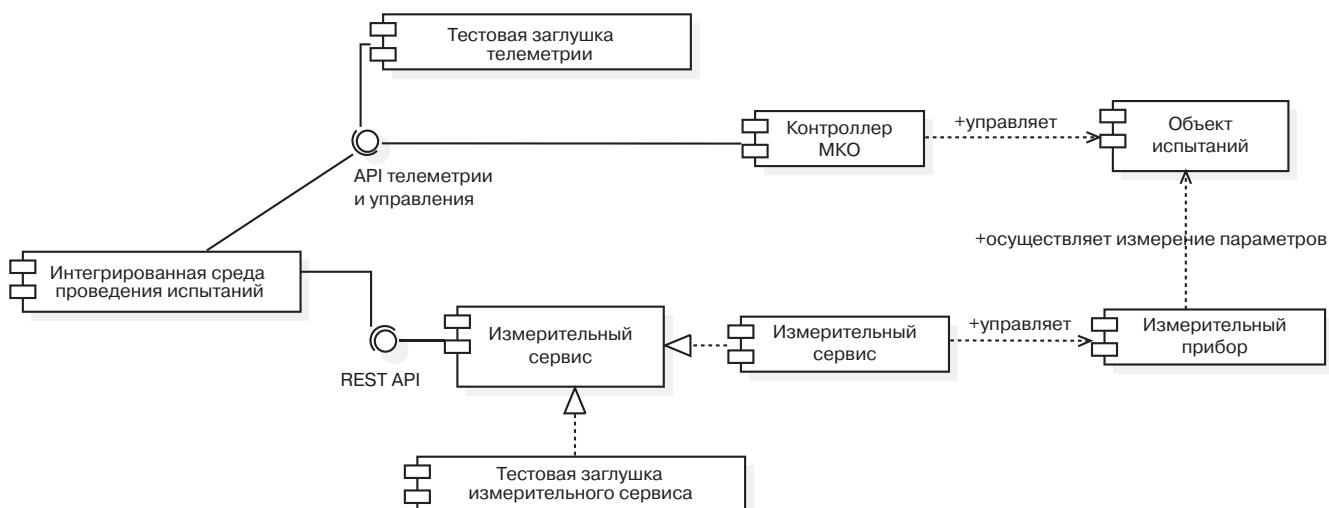 Тестовая заглушка
телеметрии
Контроллер
МКО
+управляет
Объект
испытаний
API телеметрии
и управления
+осуществляет измерение параметров
Интегрированная среда
проведения испытаний
Измерительный
сервис
Измерительный
сервис
+управляет
Измерительный
прибор
REST API
Тестовая заглушка
измерительного сервиса